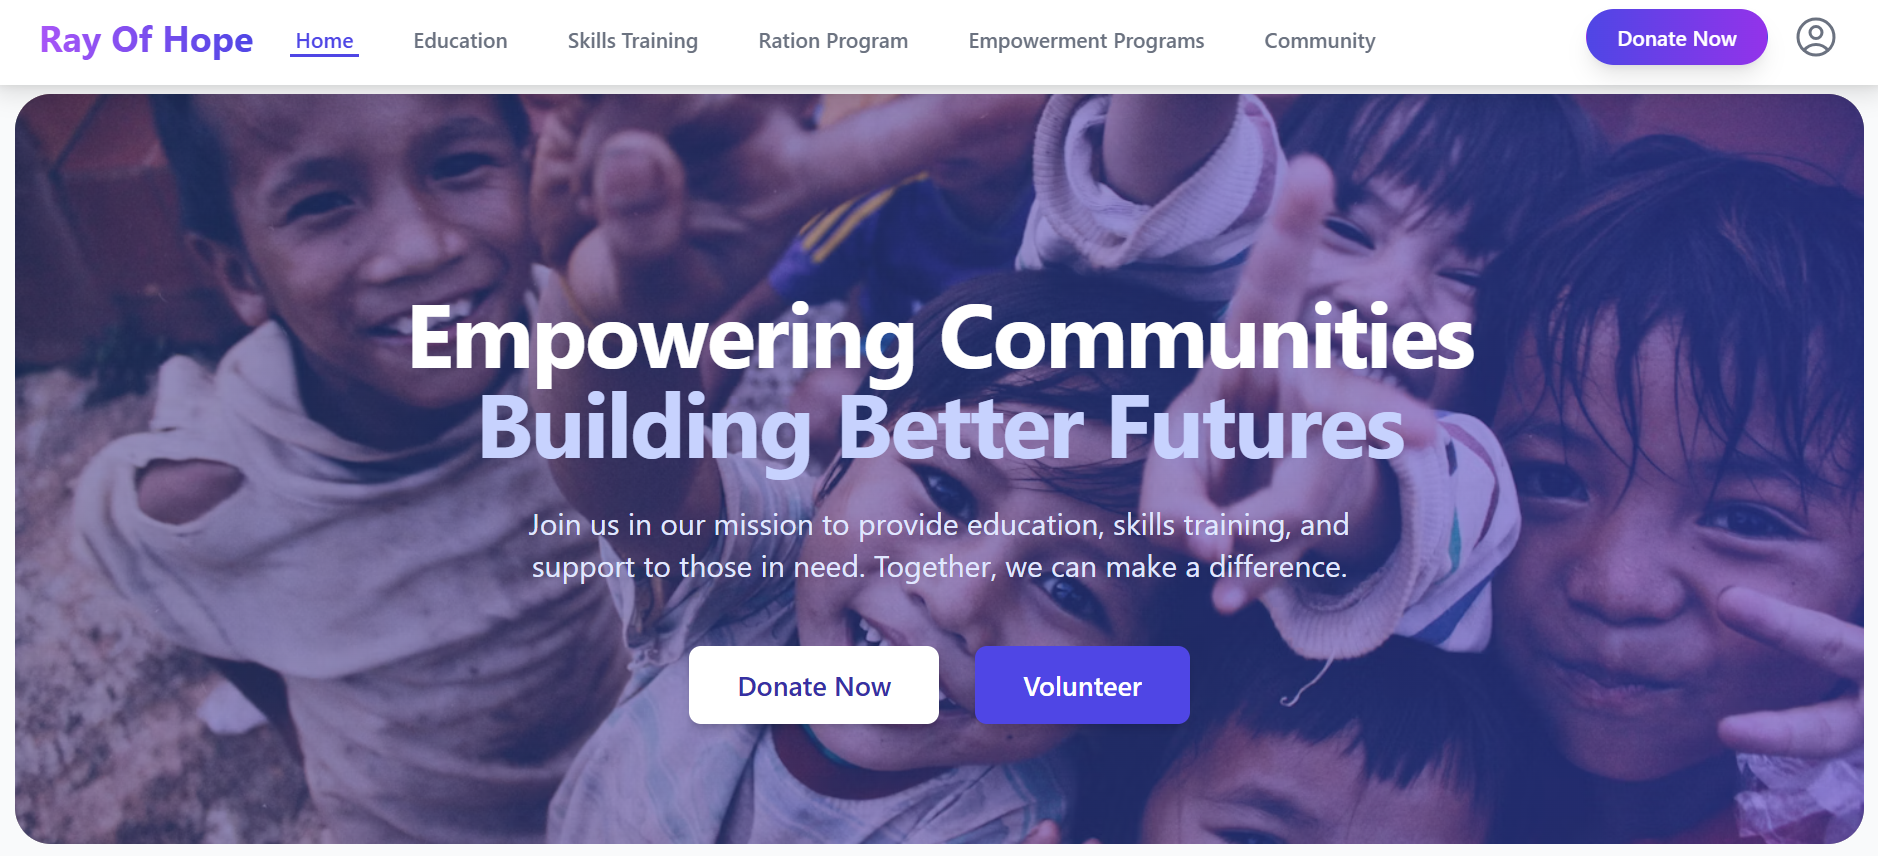 Ray Of Hope
Home
Education
Skills Training
Ration Program
Empowerment Programs
Community
Donate Now
Empowering Communities
Building Better Futures
Join us in our mission to provide education, skills training, and
support to those in need. Together, we can make a difference.
Donate Now
Volunteer